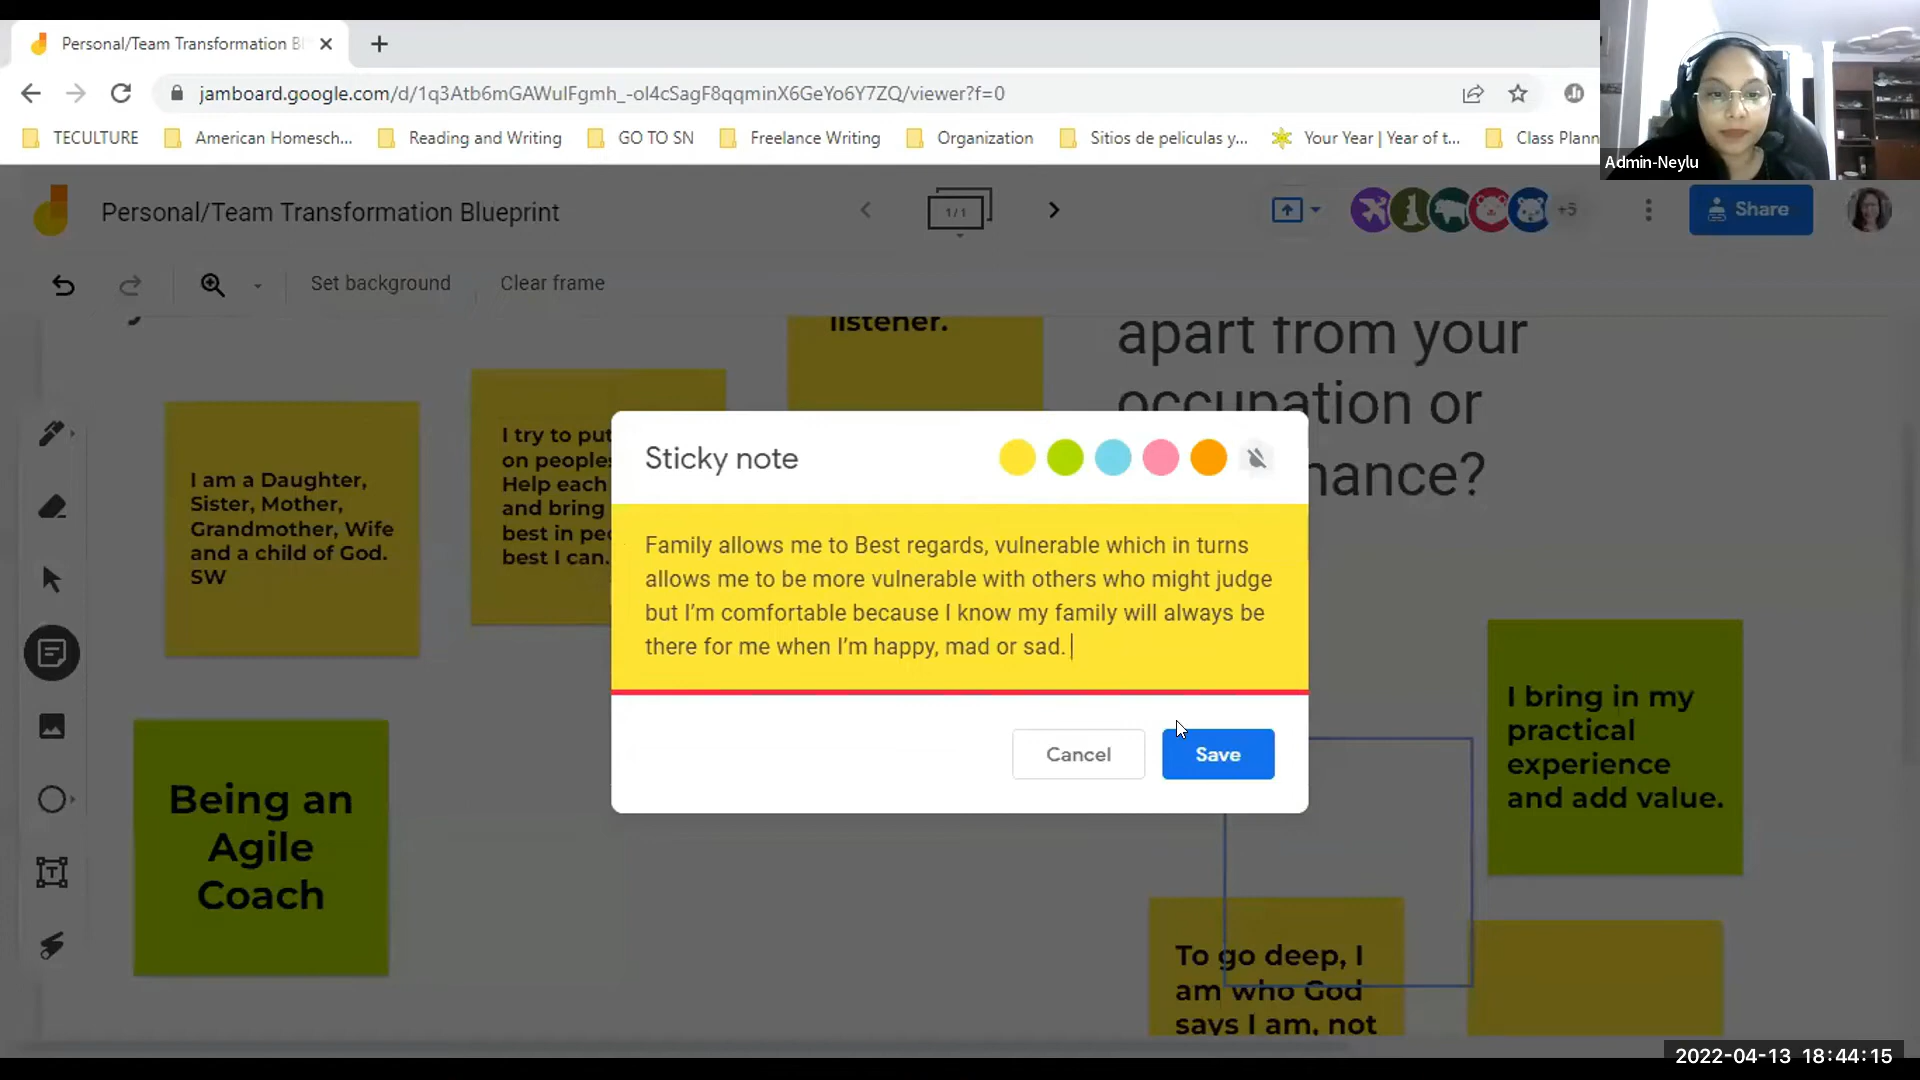 Personal/Team Transformation Bl
jamboard.google.com/d/1q3Atb6mGAWuIFgmh_-oI4cSagF8qqminX6GeYo6Y7ZQ/viewer?f=0
TECULTURE
American Homesch...
Reading and Writing
GO TO SN
Freelance Writing
Organization
Sitios de peliculas y...
Your Year | Year of t...
Class Plann
Admin-Neylu
Personal/Team Transformation Blueprint
1/1
+5
Share
Set background
Clear frame
listener.
apart from your
occupation or
mance?
I am a Daughter,
Sister, Mother,
Grandmother, Wife
and a child of God.
SW
I try to put
on peoples
Help each
and bring
best in peo
best I can.
Sticky note
Family allows me to Best regards, vulnerable which in turns
allows me to be more vulnerable with others who might judge
but I’m comfortable because I know my family will always be
there for me when I’m happy, mad or sad.
Cancel
Save
Being an
Agile
Coach
I bring in my
practical
experience
and add value.
To go deep, I
am who God
says I am, not
2022-04-13 18:44:15